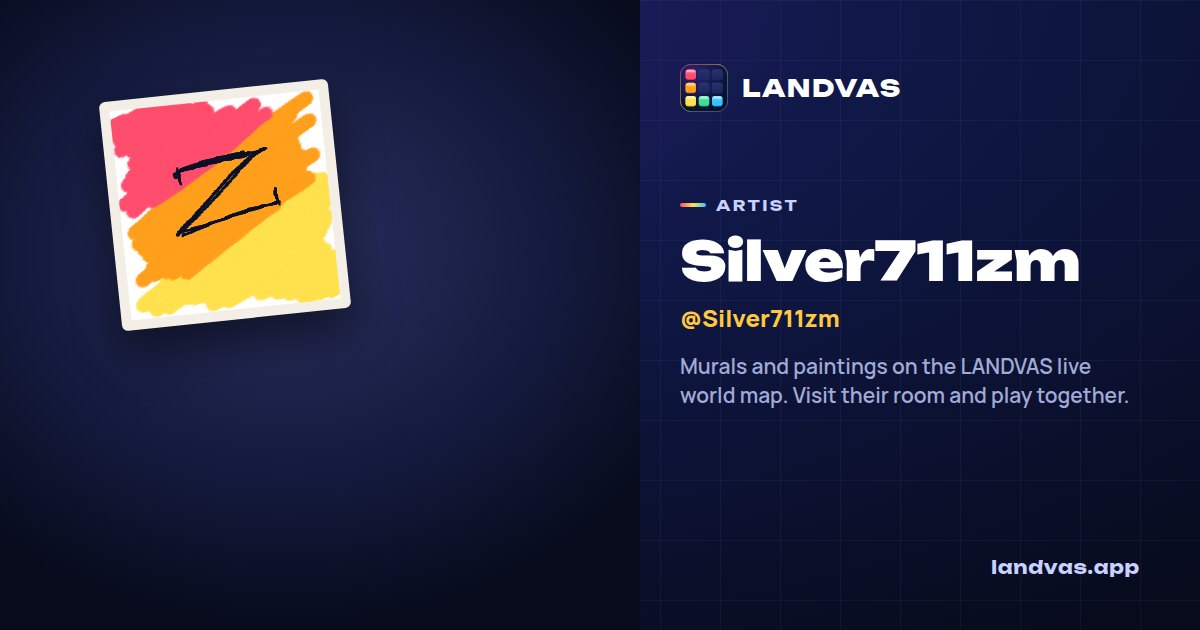 Z
LANDVAS
ARTIST
Silver711zm
@Silver711zm
Murals and paintings on the LANDVAS live
world map. Visit their room and play together.
landvas.app